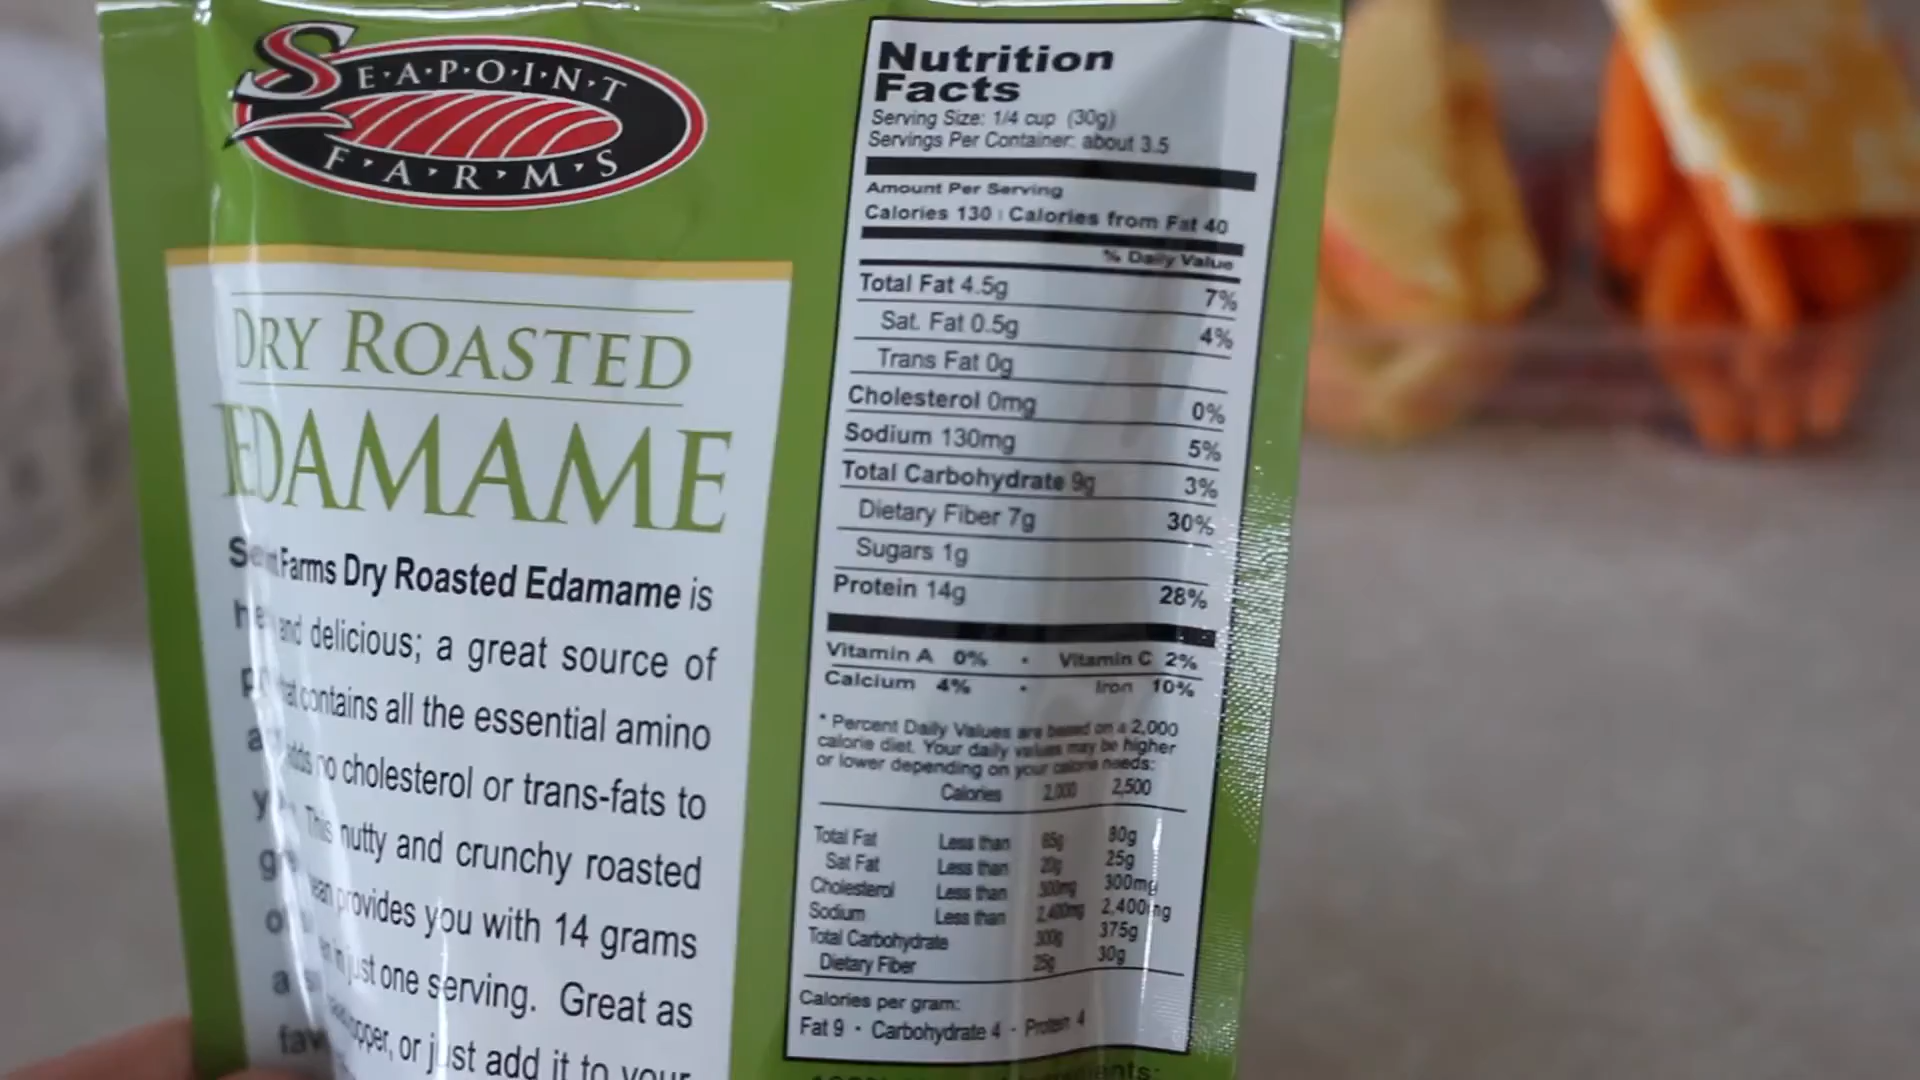 SEAPOINT
FARMS
DRY ROASTED
EDAMAME
Farms Dry Roasted Edamame is
and delicious; a great source of
contains all the essential amino
no cholesterol or trans-fats to
This nutty and crunchy roasted
provides you with 14 grams
in just one serving. Great as
or just add it to your
Nutrition
Facts
Serving Size: 1/4 cup (30g)
Servings Per Container: about 3.5
Amount Per Serving
Calories 130 Calories from Fat 40
% Daily Value
Total Fat 4.5g 7%
Sat. Fat 0.5g 4%
Trans Fat 0g
Cholesterol 0mg 0%
Sodium 130mg 5%
Total Carbohydrate 9g 3%
Dietary Fiber 7g 30%
Sugars 1g
Protein 14g 28%
Vitamin A 0% • Vitamin C 2%
Calcium 4% • Iron 10%
* Percent Daily Values are based on a 2,000
calorie diet. Your daily values may be higher
or lower depending on your calorie needs:
Calories 2,000 2,500
Total Fat Less than 65g 80g
Sat Fat Less than 20g 25g
Cholesterol Less than 300mg 300mg
Sodium Less than 2,400mg 2,400mg
Total Carbohydrate 300g 375g
Dietary Fiber 25g 30g
Calories per gram:
Fat 9 · Carbohydrate 4 · Protein 4